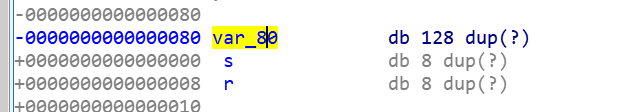 -0000000000000080
-0000000000000080 var_80 db 128 dup(?)
+0000000000000000 s db 8 dup(?)
+0000000000000008 r db 8 dup(?)
+0000000000000010